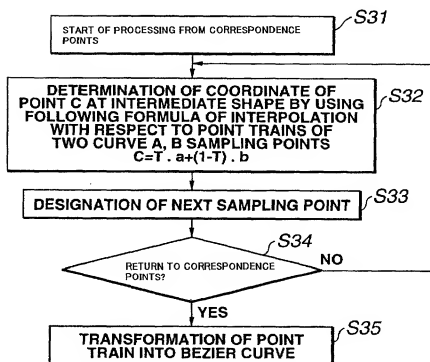 S31
START OF PROCESSING FROM CORRESPONDENCE
POINTS
S32
DETERMINATION OF COORDINATE OF
POINT C AT INTERMEDIATE SHAPE BY USING
FOLLOWING FORMULA OF INTERPOLATION
WITH RESPECT TO POINT TRAINS OF
TWO CURVE A, B SAMPLING POINTS
C=T . a+(1-T) . b
S33
DESIGNATION OF NEXT SAMPLING POINT
S34
RETURN TO CORRESPONDENCE
POINTS?
NO
YES
S35
TRANSFORMATION OF POINT
TRAIN INTO BEZIER CURVE